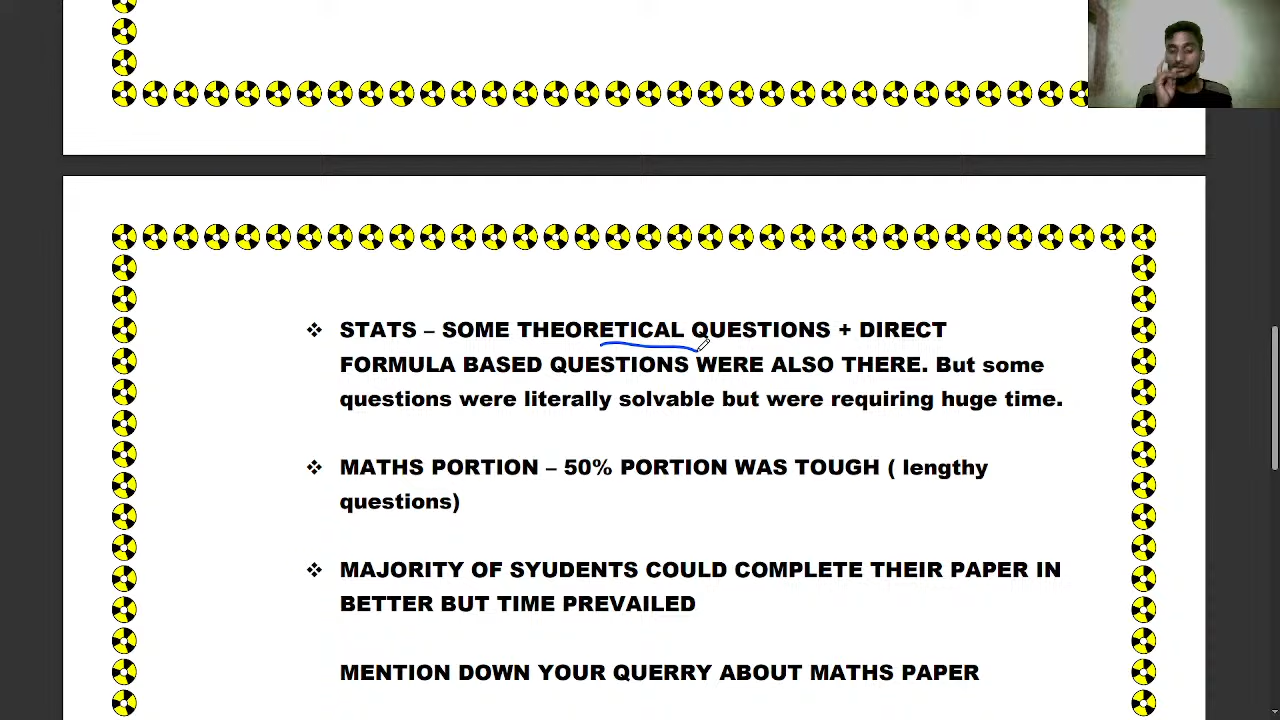 ❖ STATS – SOME THEORETICAL QUESTIONS + DIRECT
FORMULA BASED QUESTIONS WERE ALSO THERE. But some
questions were literally solvable but were requiring huge time.
❖ MATHS PORTION – 50% PORTION WAS TOUGH ( lengthy
questions)
❖ MAJORITY OF SYUDENTS COULD COMPLETE THEIR PAPER IN
BETTER BUT TIME PREVAILED
MENTION DOWN YOUR QUERRY ABOUT MATHS PAPER